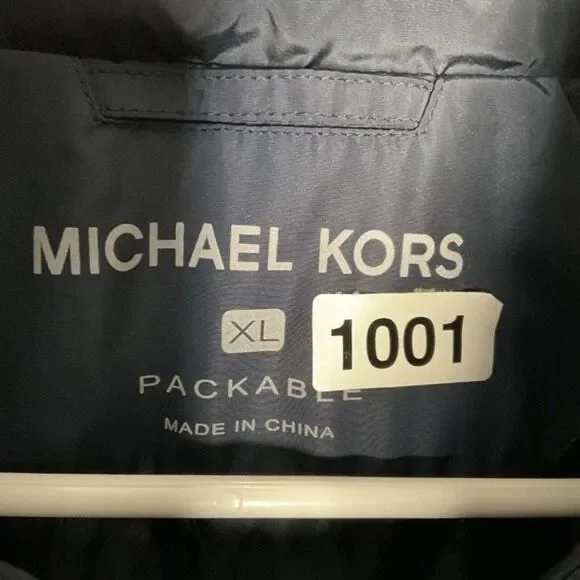 MICHAEL KORS
XL
1001
PACKABLE
MADE IN CHINA